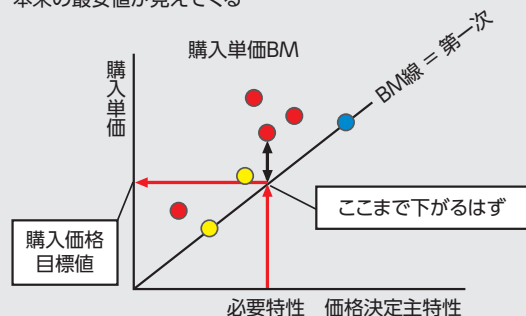 本来の最安値が見えてくる
購入単価BM
購入単価
BM線 = 第一次
ここまで下がるはず
購入価格
目標値
必要特性 価格決定主特性